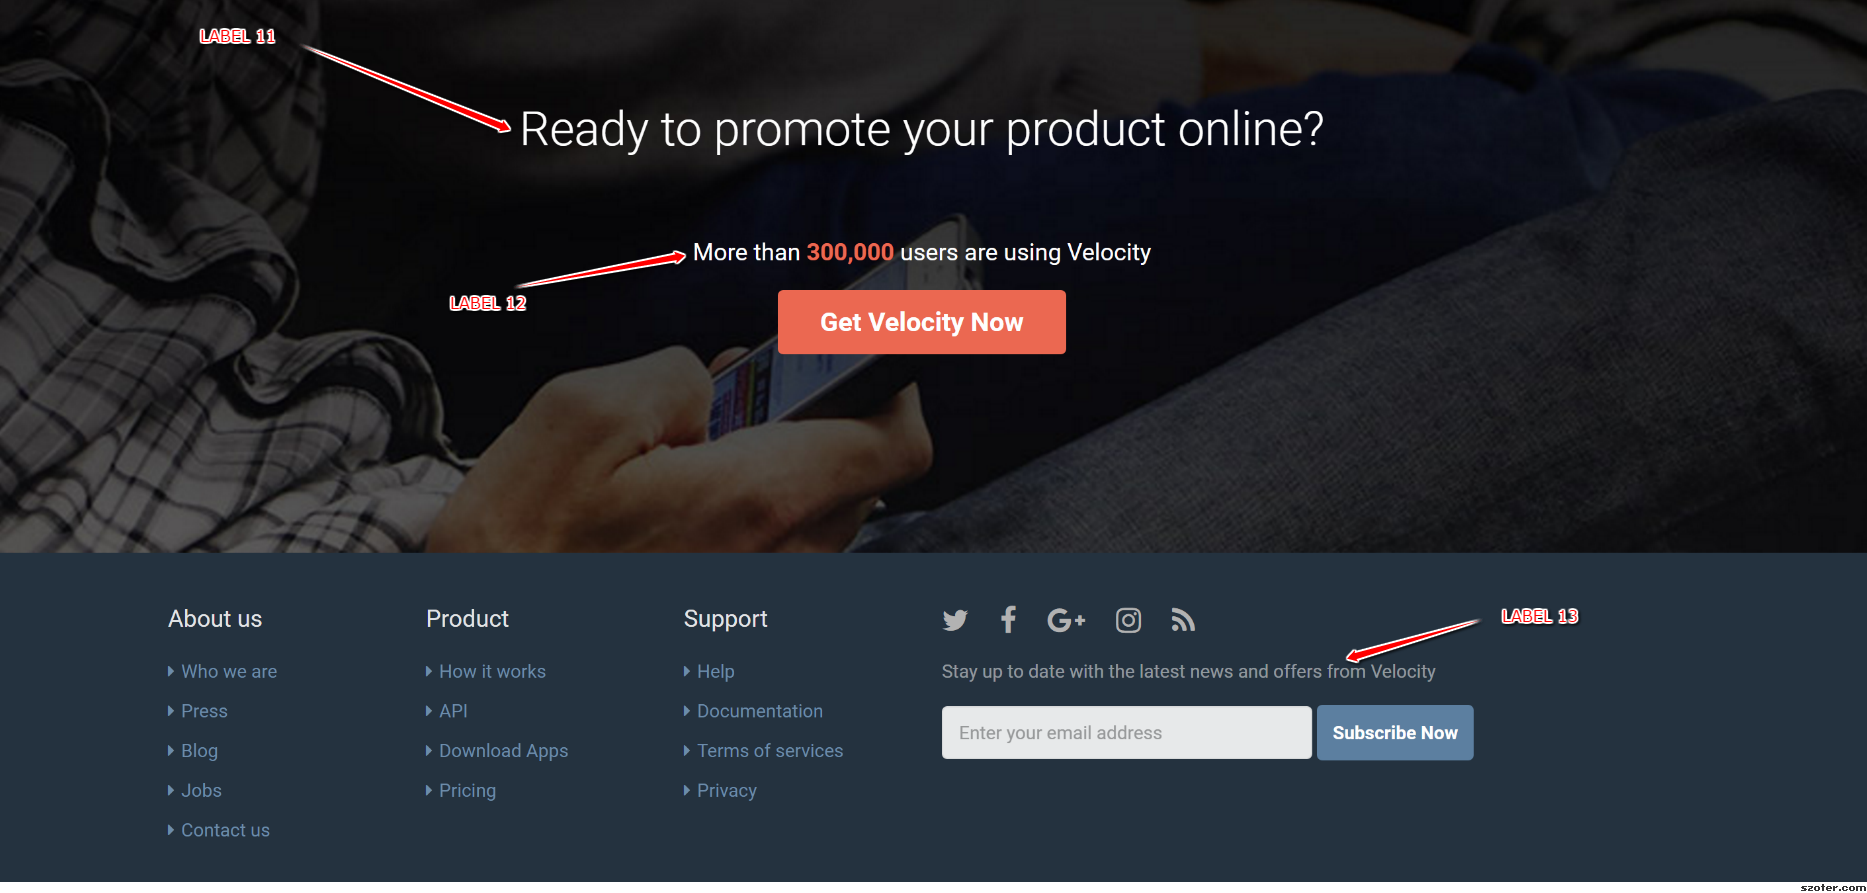 LABEL 11
Ready to promote your product online?
More than 300,000 users are using Velocity
LABEL 12
Get Velocity Now
About us
Who we are
Press
Blog
Jobs
Contact us
Product
How it works
API
Download Apps
Pricing
Support
Help
Documentation
Terms of services
Privacy
LABEL 13
Stay up to date with the latest news and offers from Velocity
Enter your email address
Subscribe Now
szoter.com